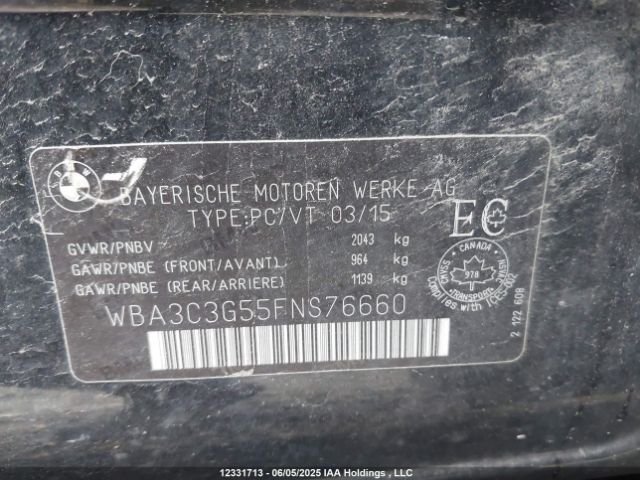 BMW
BAYERISCHE MOTOREN WERKE AG
TYPE:PC/VT 03/15
EC
GVWR/PNBV 2043 kg
GAWR/PNBE (FRONT/AVANT) 964 kg
GAWR/PNBE (REAR/ARRIERE) 1139 kg
CANADA
978
TRANSPORT
WBA3C3G55FNS76660
2 122 608
12331713 - 06/05/2025 IAA Holdings , LLC